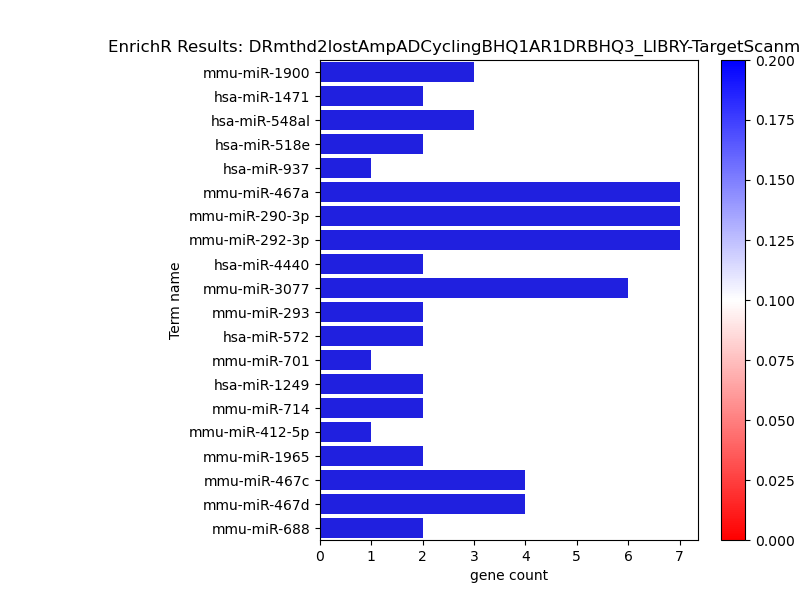 EnrichR Results: DRmthd2lostAmpADCyclingBHQ1AR1DRBHQ3_LIBRY-TargetScanm
mmu-miR-1900
hsa-miR-1471
hsa-miR-548al
hsa-miR-518e
hsa-miR-937
mmu-miR-467a
mmu-miR-290-3p
mmu-miR-292-3p
hsa-miR-4440
mmu-miR-3077
mmu-miR-293
hsa-miR-572
mmu-miR-701
hsa-miR-1249
mmu-miR-714
mmu-miR-412-5p
mmu-miR-1965
mmu-miR-467c
mmu-miR-467d
mmu-miR-688
Term name
0 1 2 3 4 5 6 7
gene count
0.200
0.175
0.150
0.125
0.100
0.075
0.050
0.025
0.000